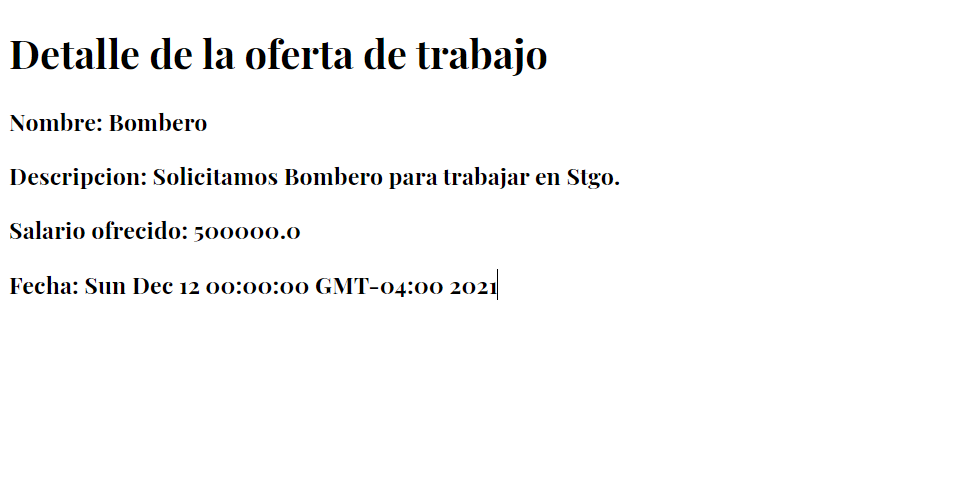 Detalle de la oferta de trabajo
Nombre: Bombero
Descripcion: Solicitamos Bombero para trabajar en Stgo.
Salario ofrecido: 500000.0
Fecha: Sun Dec 12 00:00:00 GMT-04:00 2021